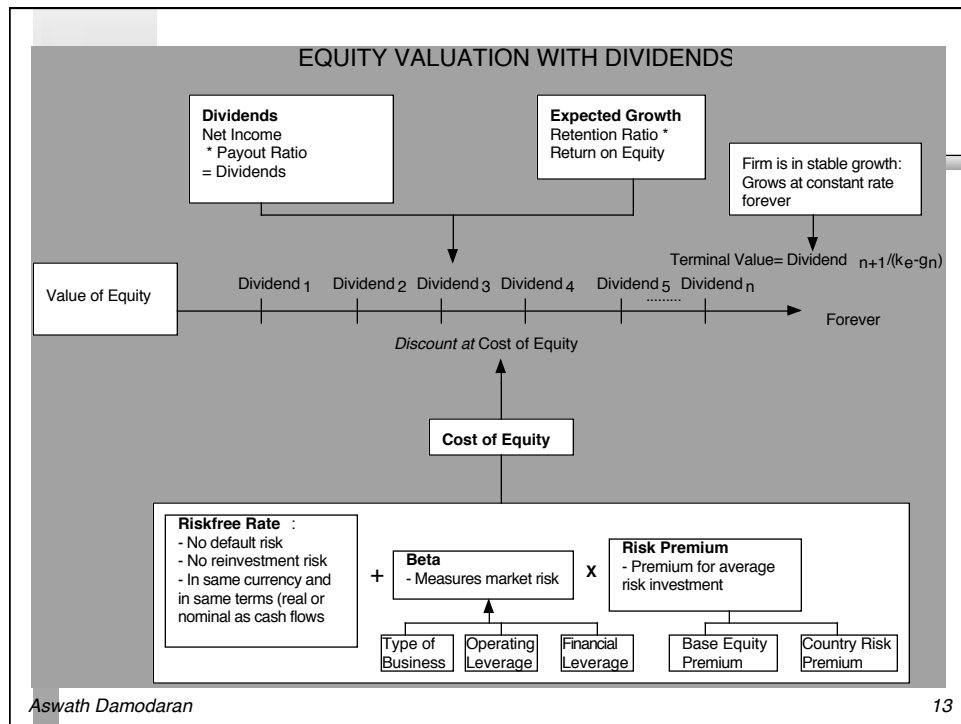 EQUITY VALUATION WITH DIVIDENDS
Dividends
Net Income
* Payout Ratio
= Dividends
Expected Growth
Retention Ratio *
Return on Equity
Firm is in stable growth:
Grows at constant rate
forever
Terminal Value= Dividend n+1/(ke-gn)
Value of Equity
Dividend 1 Dividend 2 Dividend 3 Dividend 4 Dividend 5 Dividend n
.........
Forever
Discount at Cost of Equity
Cost of Equity
Riskfree Rate :
- No default risk
- No reinvestment risk
- In same currency and
in same terms (real or
nominal as cash flows
+
Beta
- Measures market risk
X
Risk Premium
- Premium for average
risk investment
Type of
Business
Operating
Leverage
Financial
Leverage
Base Equity
Premium
Country Risk
Premium
Aswath Damodaran
13